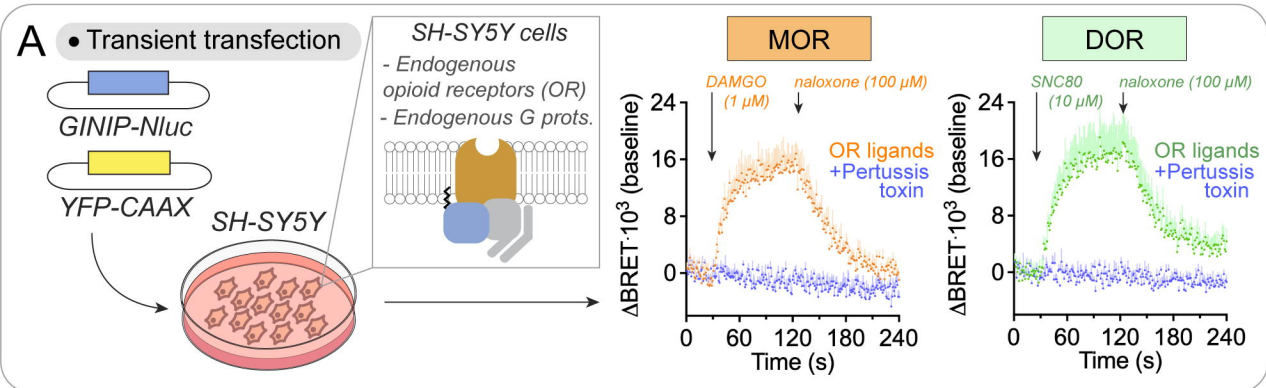 A
• Transient transfection
GINIP-Nluc
YFP-CAAX
SH-SY5Y
SH-SY5Y cells
- Endogenous
opioid receptors (OR)
- Endogenous G prots.
MOR
DAMGO
(1 µM)
naloxone (100 µM)
OR ligands
+Pertussis
toxin
ΔBRET·10³ (baseline)
24
16
8
0
0 60 120 180 240
Time (s)
DOR
SNC80
(10 µM)
naloxone (100 µM)
OR ligands
+Pertussis
toxin
ΔBRET·10³ (baseline)
24
16
8
0
0 60 120 180 240
Time (s)